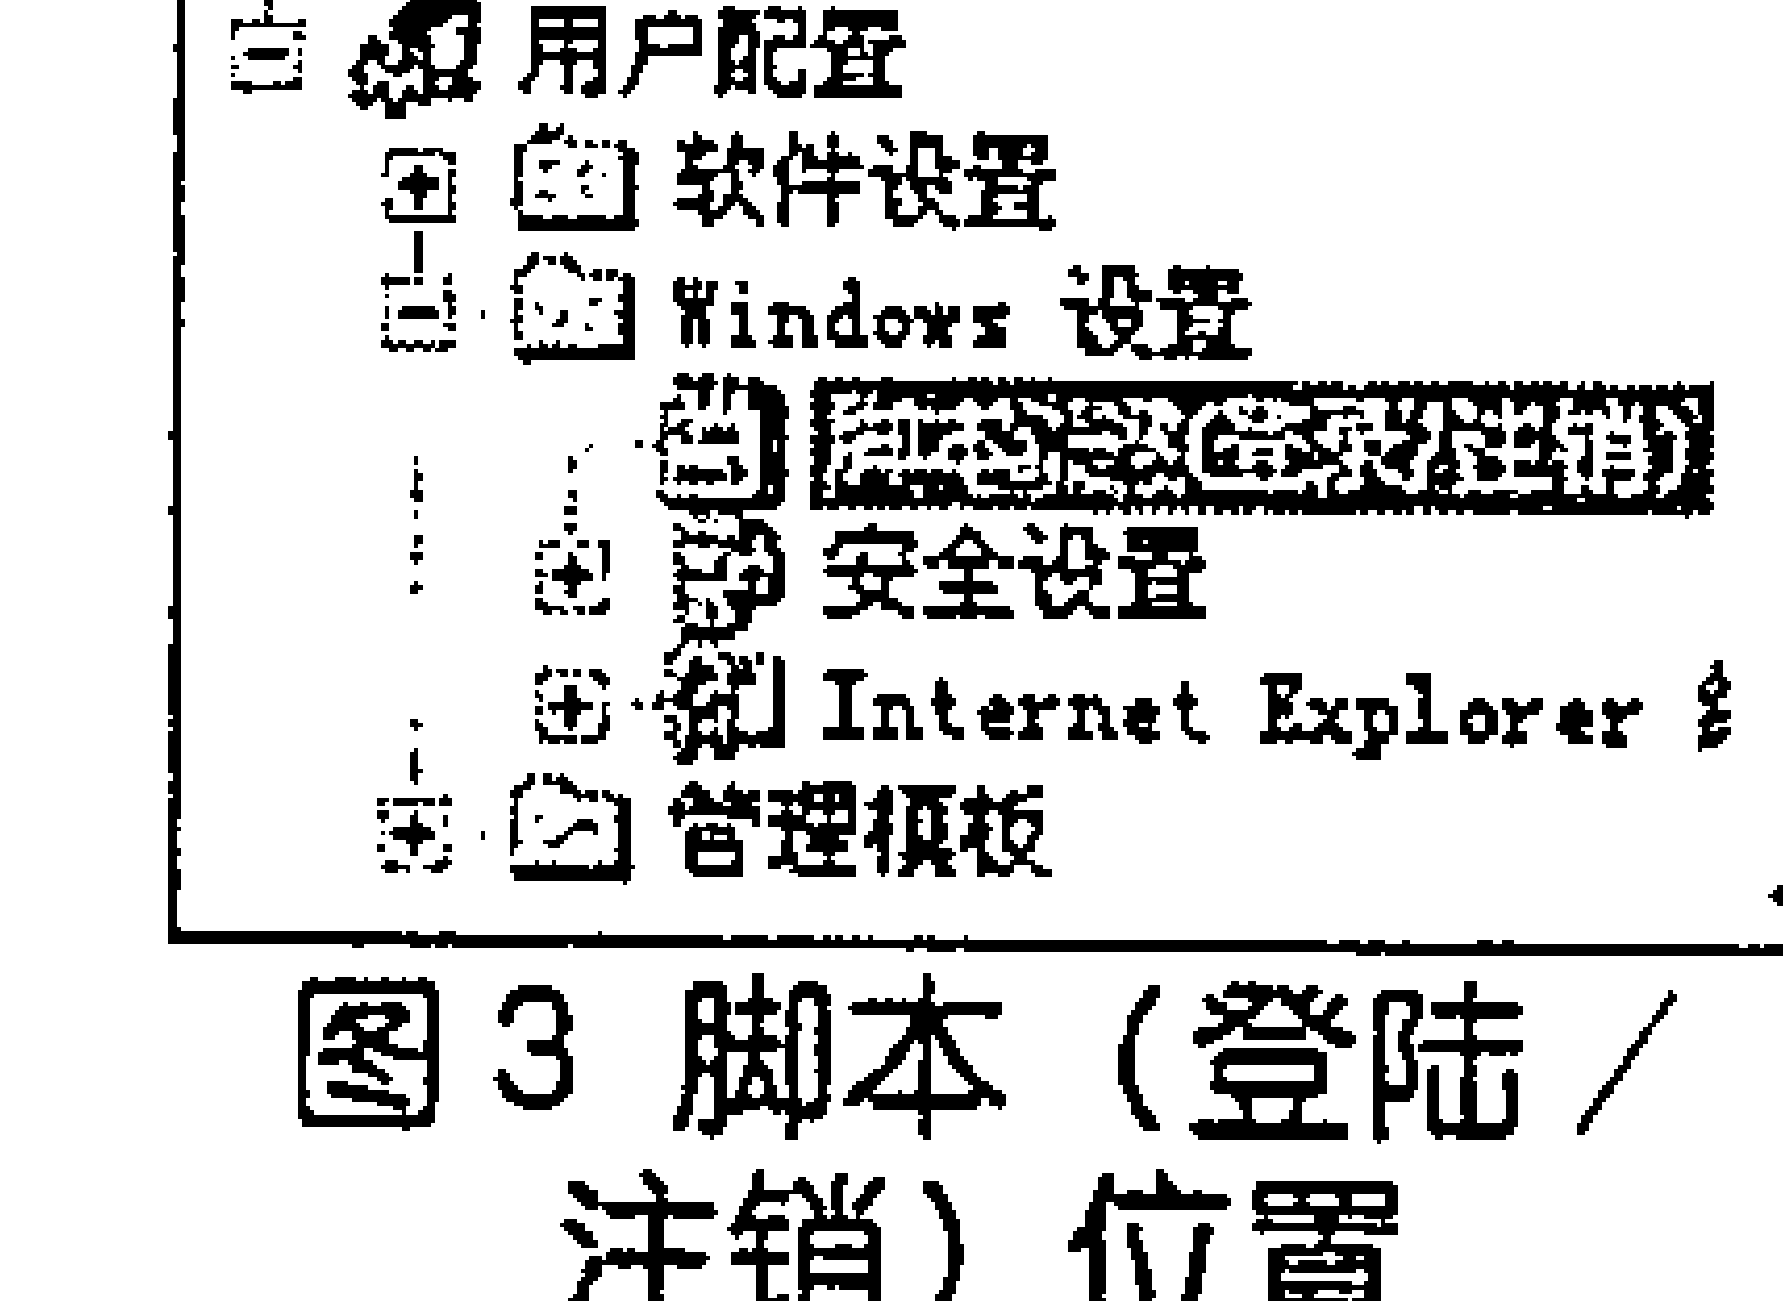 用户配置
软件设置
Windows 设置
安全设置
Internet Explorer
管理模板
图 3 脚本（登陆 /
注销）位置